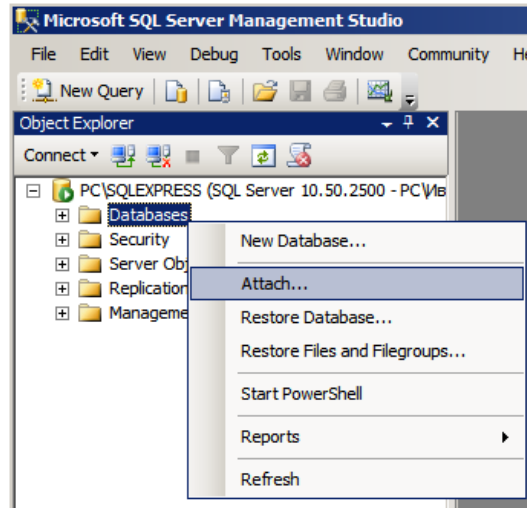 Microsoft SQL Server Management Studio
File Edit View Debug Tools Window Community
New Query
Object Explorer
Connect
PC\SQLEXPRESS (SQL Server 10.50.2500 - PC\Ив
Databases
Security
New Database...
Server Obj
Attach...
Replication
Restore Database...
Manageme
Restore Files and Filegroups...
Start PowerShell
Reports
Refresh